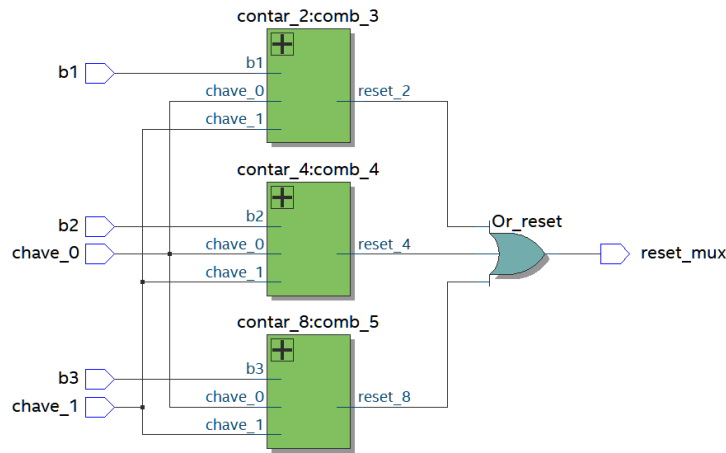 contar_2:comb_3
b1
b1
chave_0
reset_2
chave_1
contar_4:comb_4
b2
b2
Or_reset
chave_0
chave_0
reset_4
reset_mux
chave_1
contar_8:comb_5
b3
b3
chave_0
reset_8
chave_1
chave_1